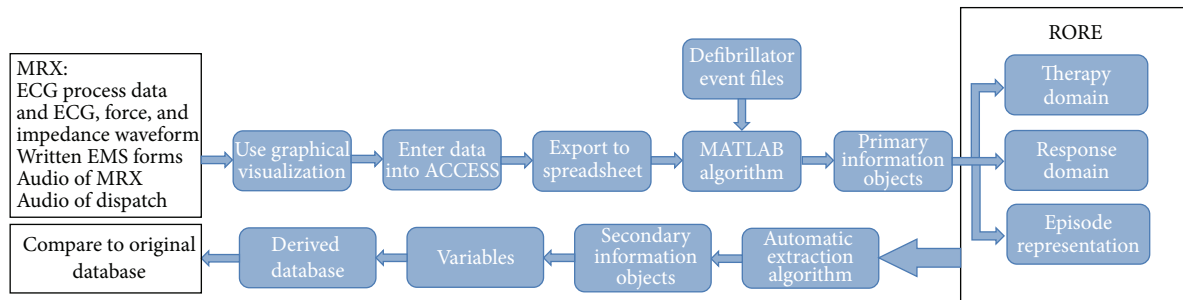 MRX:
ECG process data
and ECG, force, and
impedance waveform
Written EMS forms
Audio of MRX
Audio of dispatch
Use graphical
visualization
Enter data
into ACCESS
Export to
spreadsheet
Defibrillator
event files
MATLAB
algorithm
Primary
information
objects
RORE
Therapy
domain
Response
domain
Episode
representation
Automatic
extraction
algorithm
Secondary
information
objects
Variables
Derived
database
Compare to original
database